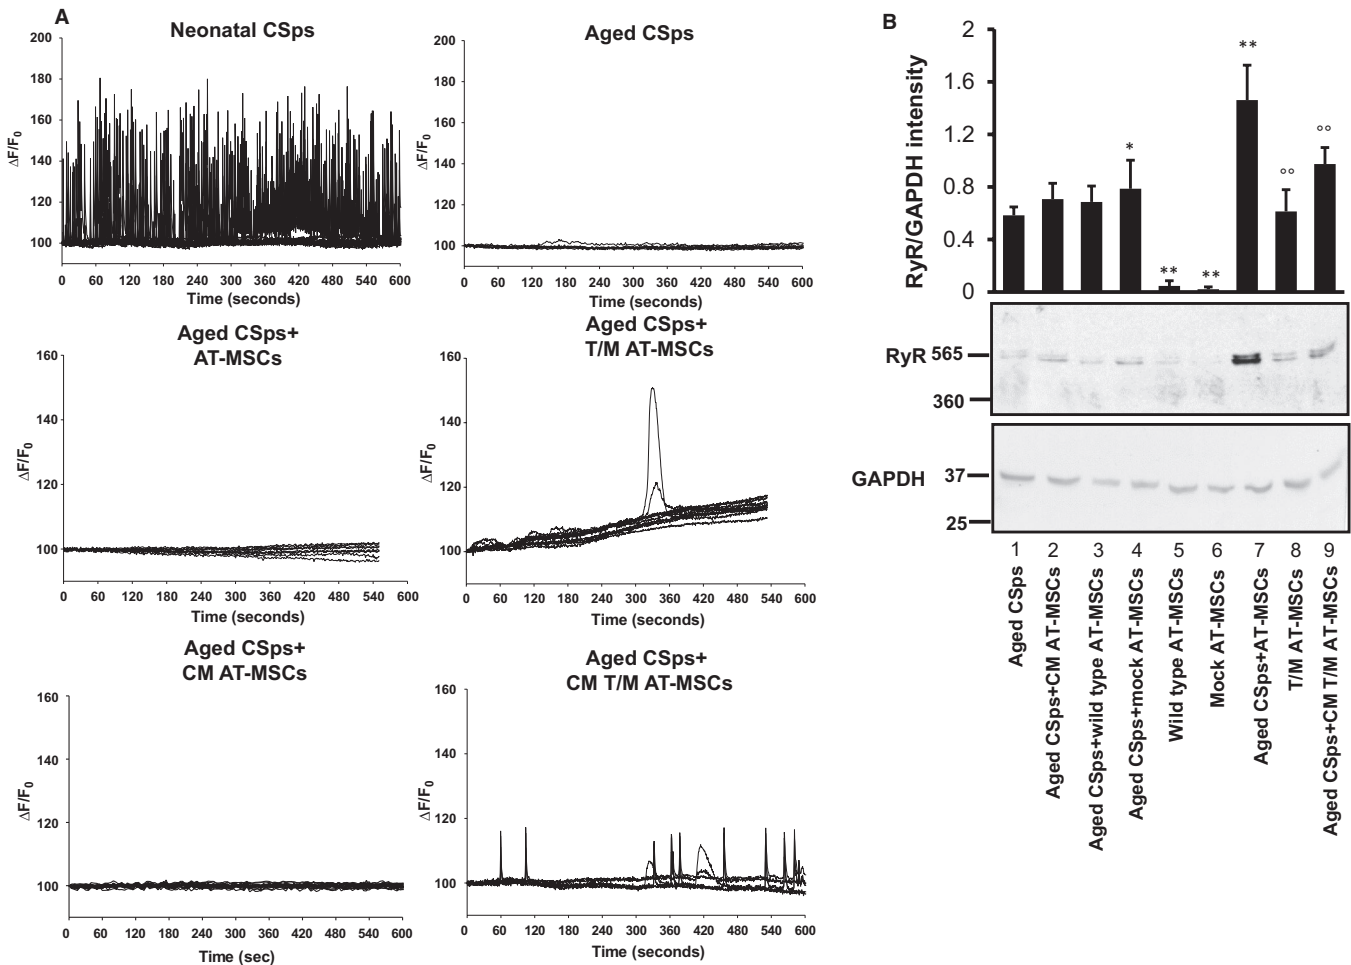 A
Neonatal CSps
200
180
160
140
120
100
ΔF/F0
0 60 120 180 240 300 360 420 480 540 600
Time (seconds)
Aged CSps
200
180
160
140
120
100
ΔF/F0
0 60 120 180 240 300 360 420 480 540 600
Time (seconds)
Aged CSps+
AT-MSCs
160
140
120
100
ΔF/F0
0 60 120 180 240 300 360 420 480 540 600
Time (seconds)
Aged CSps+
T/M AT-MSCs
160
140
120
100
ΔF/F0
0 60 120 180 240 300 360 420 480 540 600
Time (seconds)
Aged CSps+
CM AT-MSCs
160
140
120
100
ΔF/F0
0 60 120 180 240 300 360 420 480 540 600
Time (sec)
Aged CSps+
CM T/M AT-MSCs
160
140
120
100
ΔF/F0
0 60 120 180 240 300 360 420 480 540 600
Time (seconds)
B
RyR/GAPDH intensity
2
1.6
1.2
0.8
0.4
0
* ** ** ** °° °°
RyR 565
360
GAPDH 37
25
1 2 3 4 5 6 7 8 9
Aged CSps
Aged CSps+CM AT-MSCs
Aged CSps+wild type AT-MSCs
Aged CSps+mock AT-MSCs
Wild type AT-MSCs
Mock AT-MSCs
Aged CSps+AT-MSCs
T/M AT-MSCs
Aged CSps+CM T/M AT-MSCs